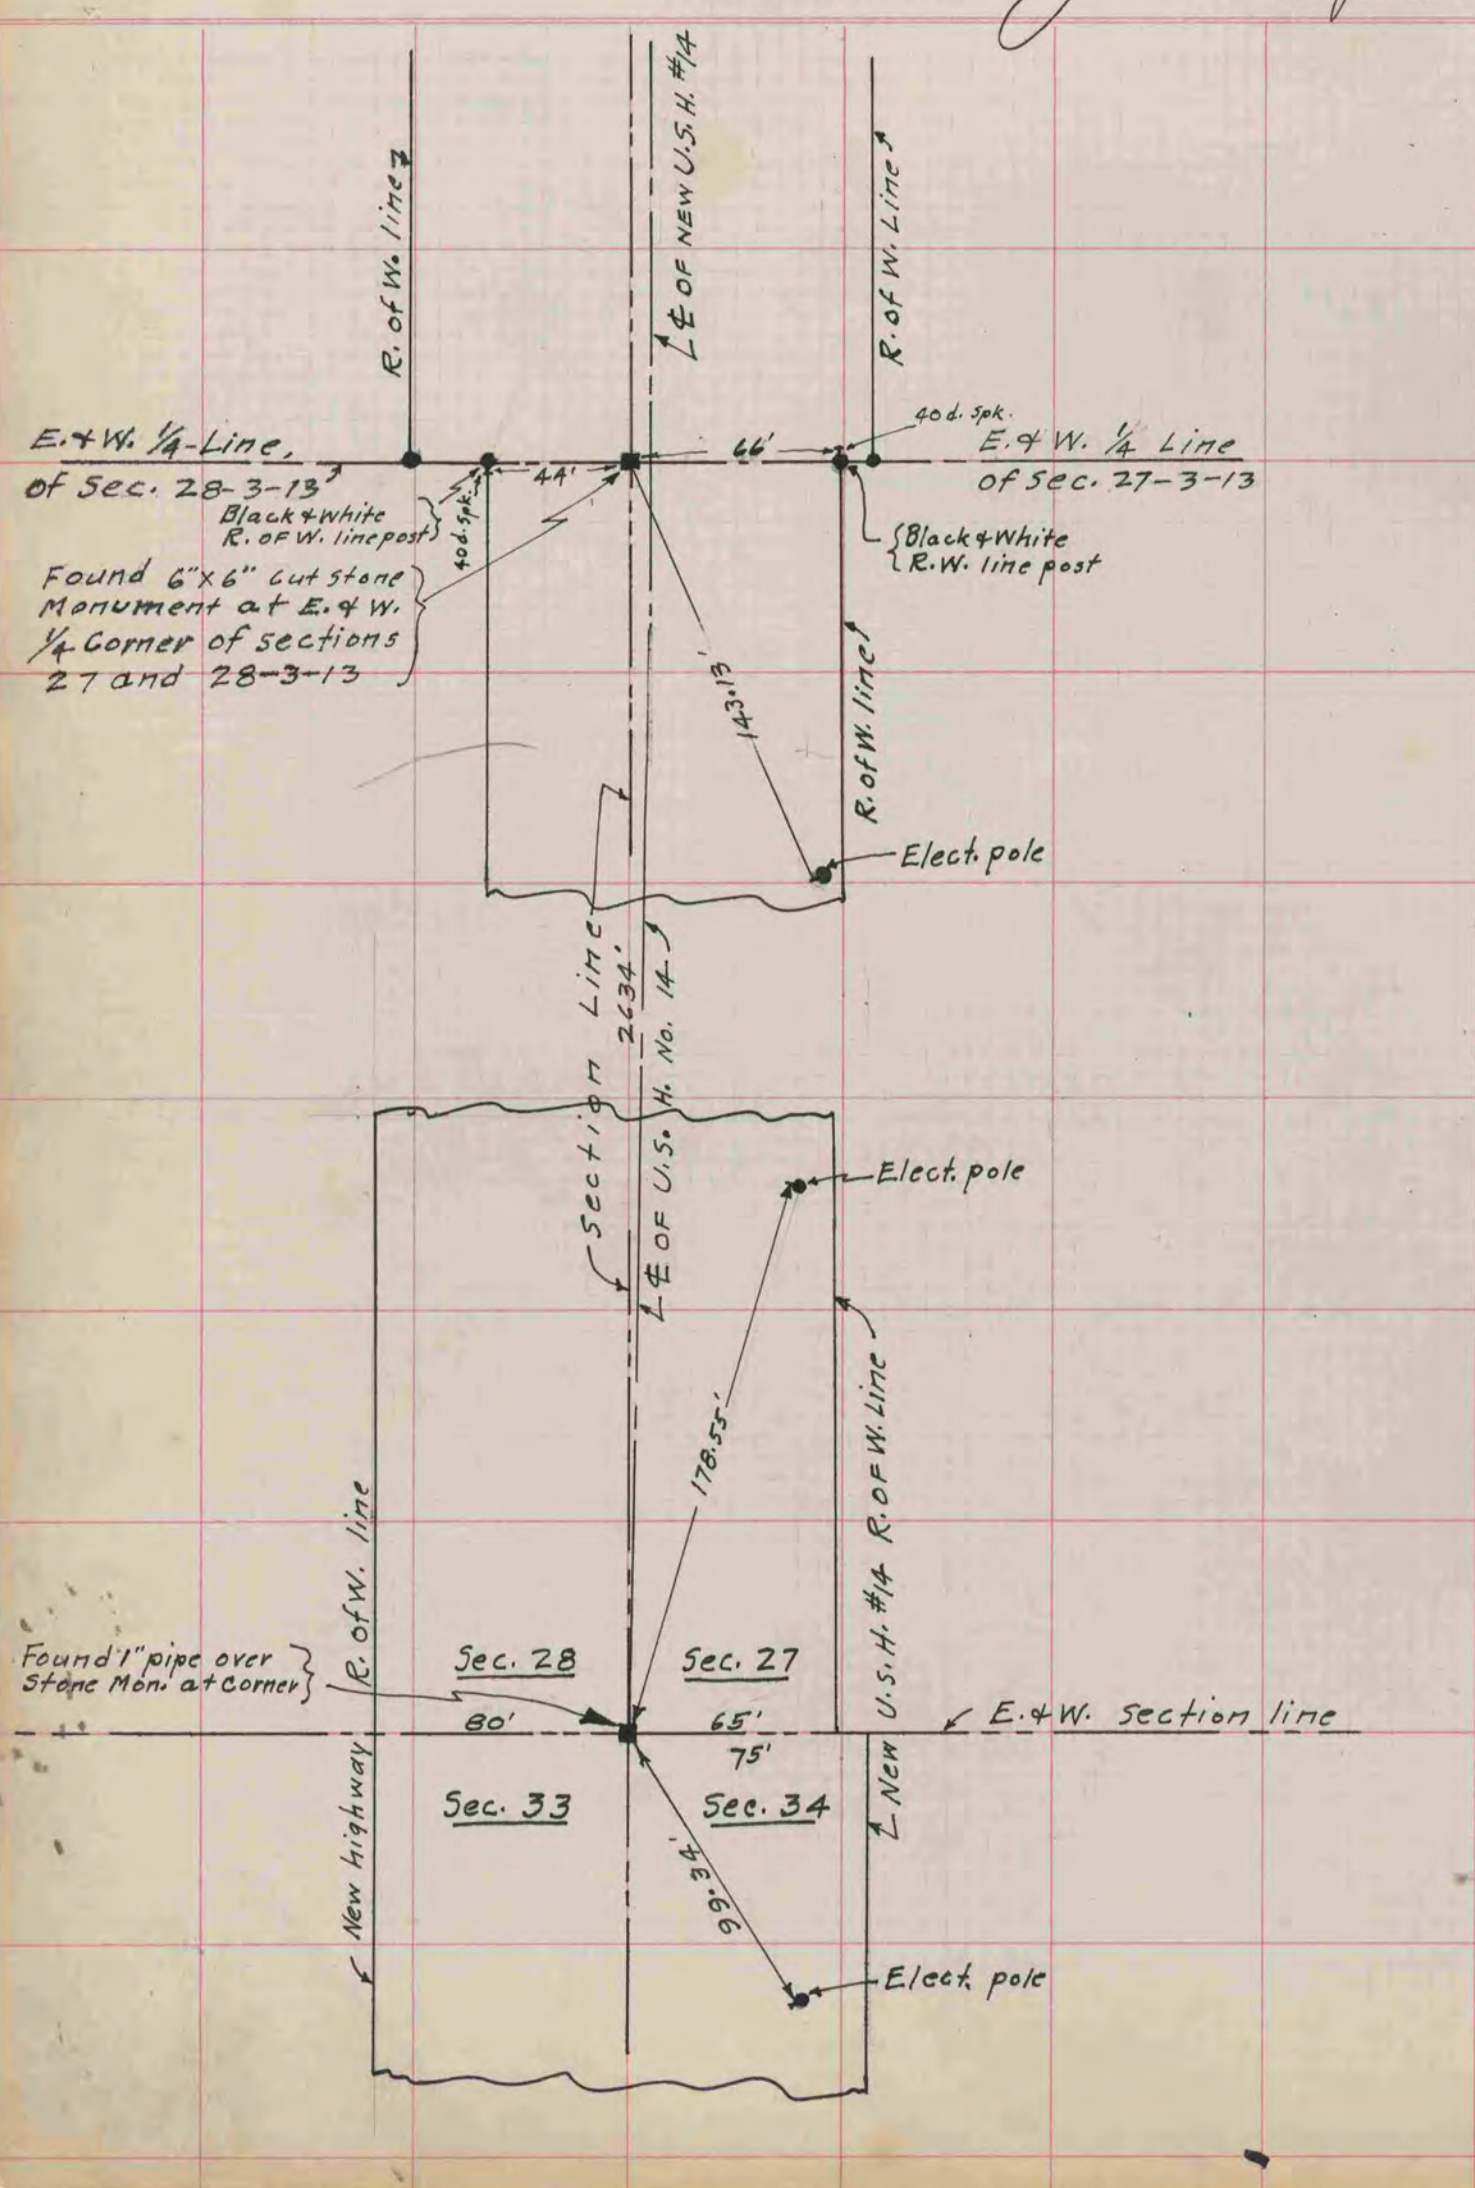 R. of W. line
℄ OF NEW U.S.H. #14
R. of W. Line
40d. Spk.
E. & W. 1/4-Line,
of Sec. 28-3-13
44'
66'
E. & W. 1/4 Line
of Sec. 27-3-13
Black & White
R. OF W. line post
40d. Spk.
Black & White
R.W. line post
Found 6"x6" Cut Stone
Monument at E. & W.
1/4 Corner of sections
27 and 28-3-13
143.13'
R. of W. line
Elect. pole
Section Line
2634'
℄ OF U.S.H. No. 14
Elect. pole
178.55'
New U.S.H. #14 R. OF W. Line
New highway R. of W. line
Found 1" pipe over
Stone Mon. at Corner
Sec. 28
Sec. 27
80'
65'
75'
E. & W. section line
Sec. 33
Sec. 34
99.34'
Elect. pole